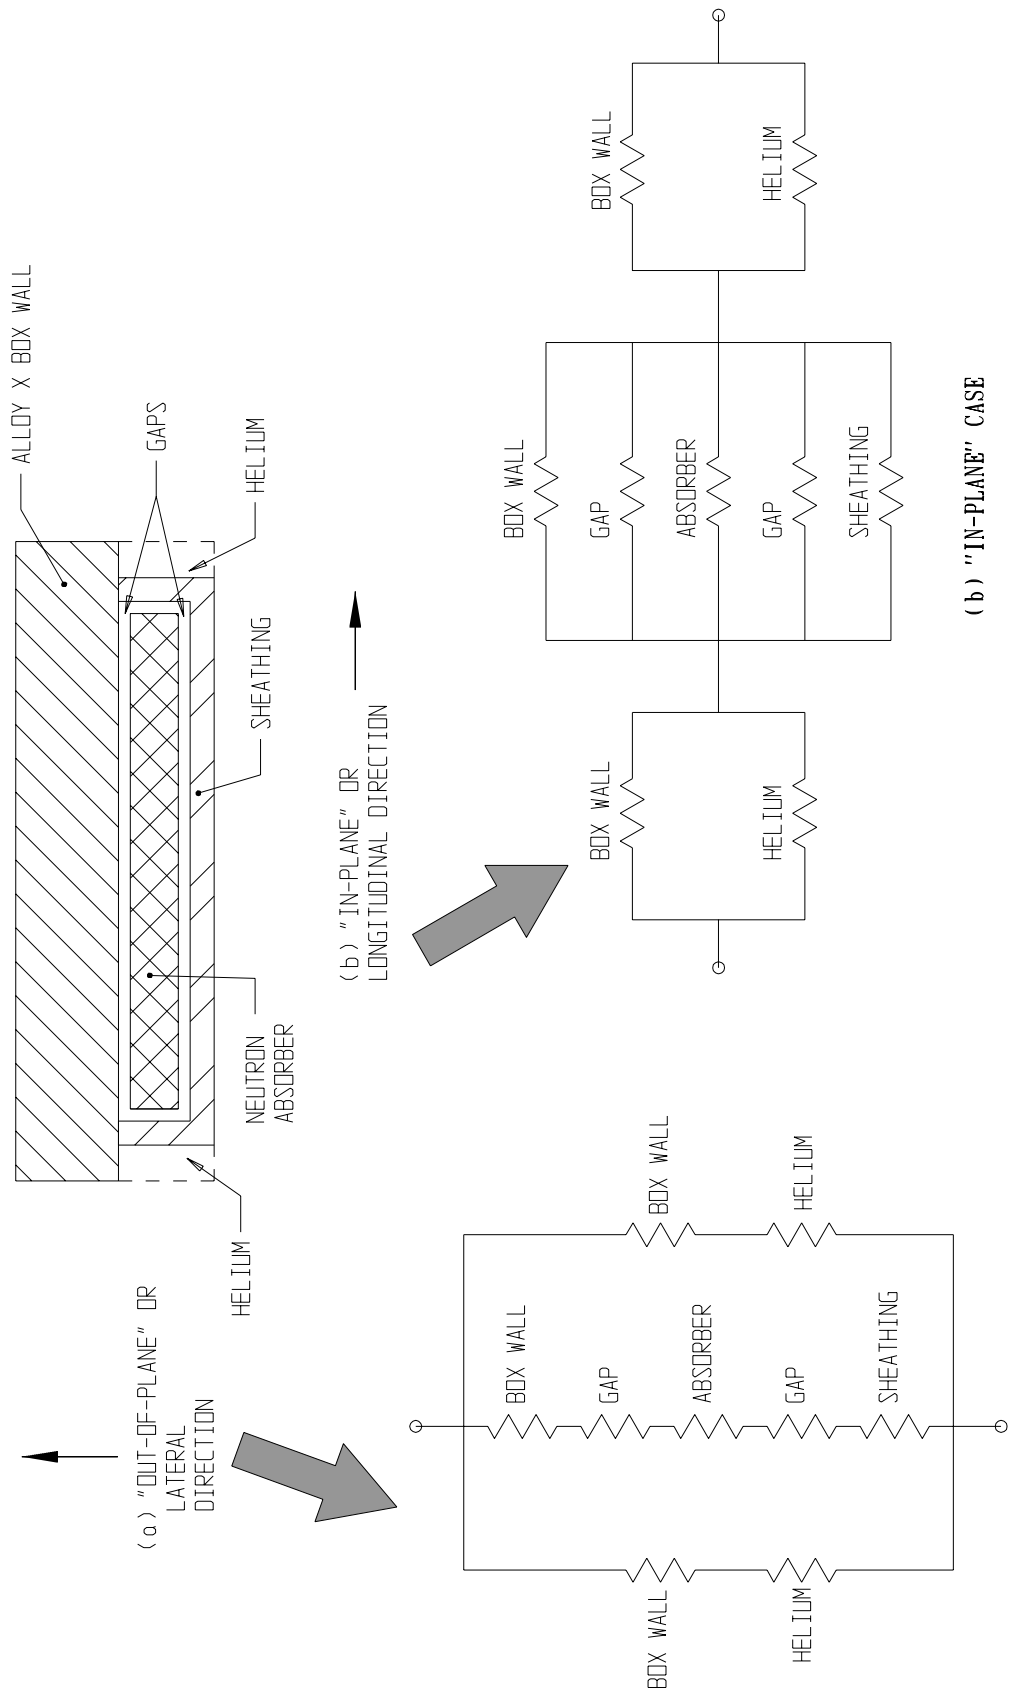 ALLOY X BOX WALL
GAPS
HELIUM
SHEATHING
NEUTRON
ABSORBER
HELIUM
(a) "OUT-OF-PLANE" OR
LATERAL
DIRECTION
(b) "IN-PLANE" OR
LONGITUDINAL DIRECTION
BOX WALL
HELIUM
BOX WALL
GAP
ABSORBER
GAP
SHEATHING
BOX WALL
HELIUM
BOX WALL
HELIUM
BOX WALL
GAP
ABSORBER
GAP
SHEATHING
BOX WALL
HELIUM
(b) "IN-PLANE" CASE